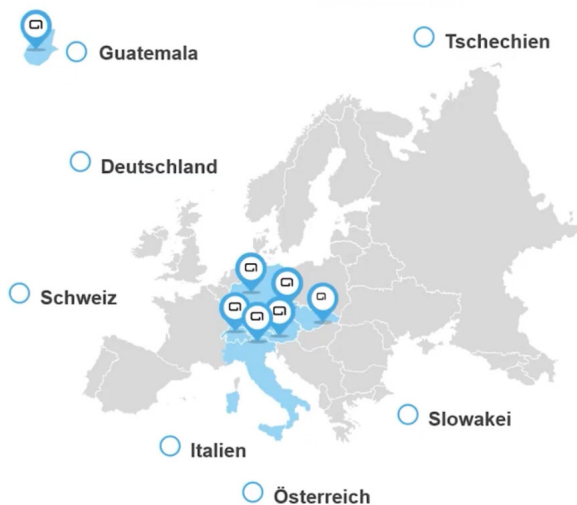 Guatemala
Tschechien
Deutschland
Schweiz
Slowakei
Italien
Österreich